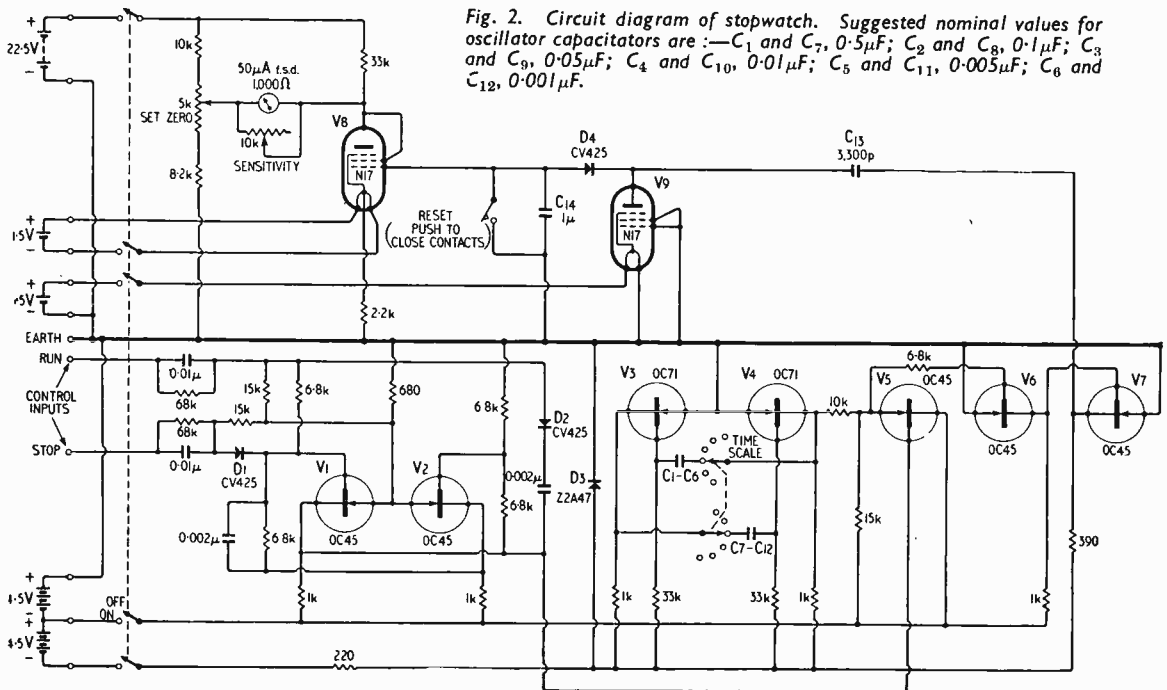 Fig. 2. Circuit diagram of stopwatch. Suggested nominal values for
oscillator capacitators are :—C1 and C7, 0·5μF; C2 and C8, 0·1μF; C3
and C9, 0·05μF; C4 and C10, 0·01μF; C5 and C11, 0·005μF; C6 and
C12, 0·001μF.
+
22·5V
-
10k
50μA f.s.d.
1,000Ω
5k
SET ZERO
10k
SENSITIVITY
8·2k
33k
V8
N17
D4
CV425
C13
3,300p
V9
N17
C14
1μ
RESET
PUSH TO
CLOSE CONTACTS
+
1·5V
-
+
·5V
-
2·2k
EARTH
RUN
CONTROL
INPUTS
STOP
0·01μ
68k
15k
6·8k
680
6·8k
68k
15k
0·01μ
D1
CV425
V1
OC45
V2
OC45
0·002μ
6·8k
6·8k
D2
CV425
0·002μ
D3
Z2A47
V3
OC71
V4
OC71
TIME
SCALE
C1-C6
C7-C12
10k
V5
OC45
6·8k
V6
OC45
V7
OC45
15k
390
1k
1k
1k
33k
33k
1k
1k
+
4·5V
-
+
4·5V
-
OFF
ON
220